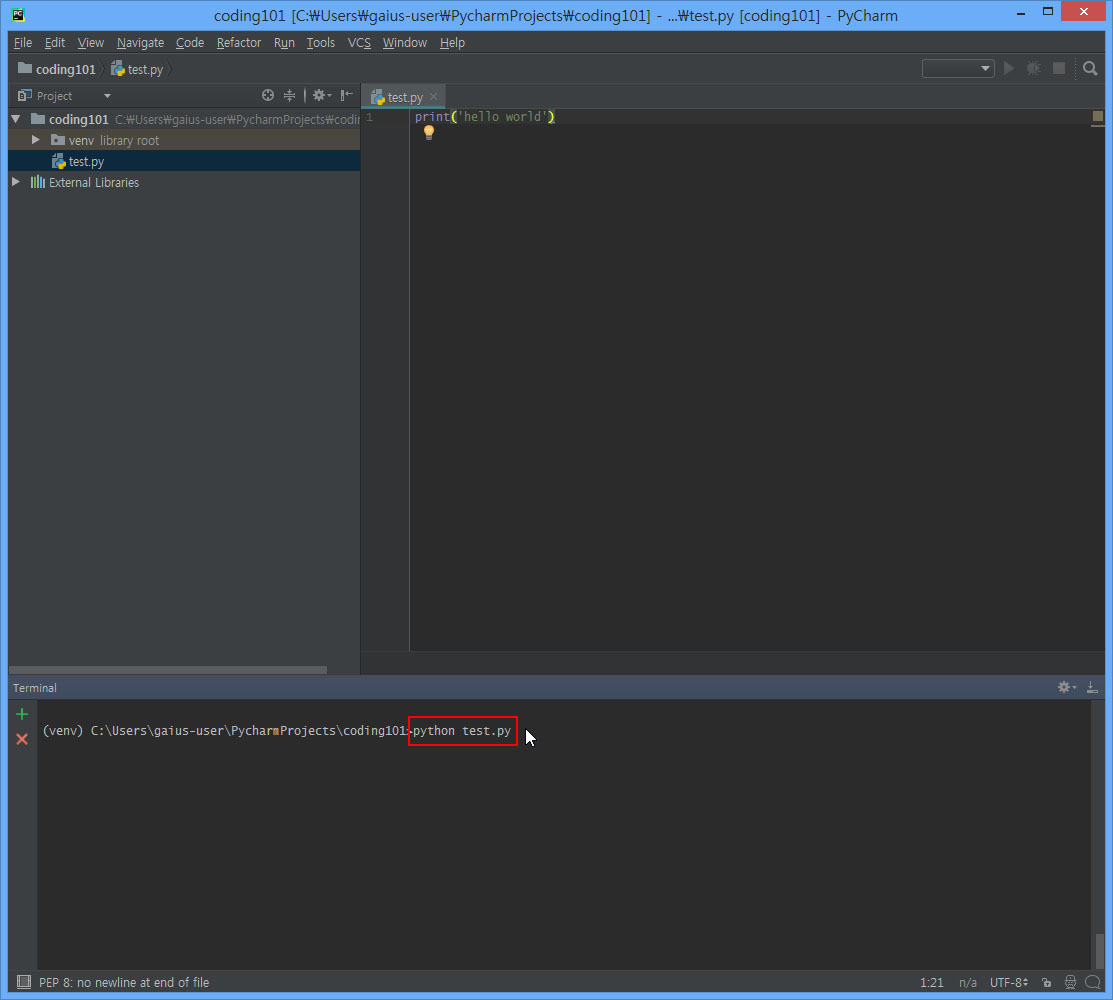 coding101 [C:₩Users₩gaius-user₩PycharmProjects₩coding101] - ...₩test.py [coding101] - PyCharm
File Edit View Navigate Code Refactor Run Tools VCS Window Help
coding101 test.py
Project
test.py
coding101 C:₩Users₩gaius-user₩PycharmProjects₩codin
venv library root
test.py
External Libraries
1 print('hello world')
Terminal
(venv) C:\Users\gaius-user\PycharmProjects\coding101>python test.py
PEP 8: no newline at end of file 1:21 n/a UTF-8